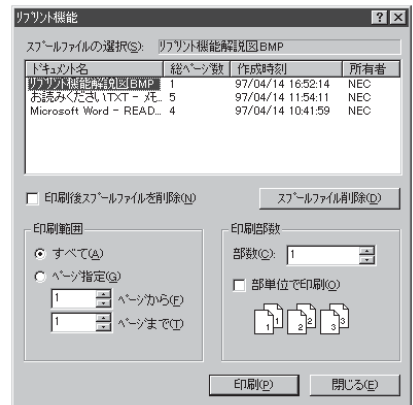 リプリント機能
スプールファイルの選択(S): リプリント機能解説図BMP
ドキュメント名 総ページ数 作成時刻 所有者
リプリント機能解説図BMP 1 97/04/14 16:52:14 NEC
お読みください!TXT - メモ... 5 97/04/14 11:54:11 NEC
Microsoft Word - READ... 4 97/04/14 10:41:59 NEC
印刷後スプールファイルを削除(N) スプールファイル削除(D)
印刷範囲 印刷部数
すべて(A) 部数(C): 1
ページ指定(G) 部単位で印刷(O)
1 ページから(F)
1 ページまで(T)
1 1 2 2 3 3
印刷(P) 閉じる(E)